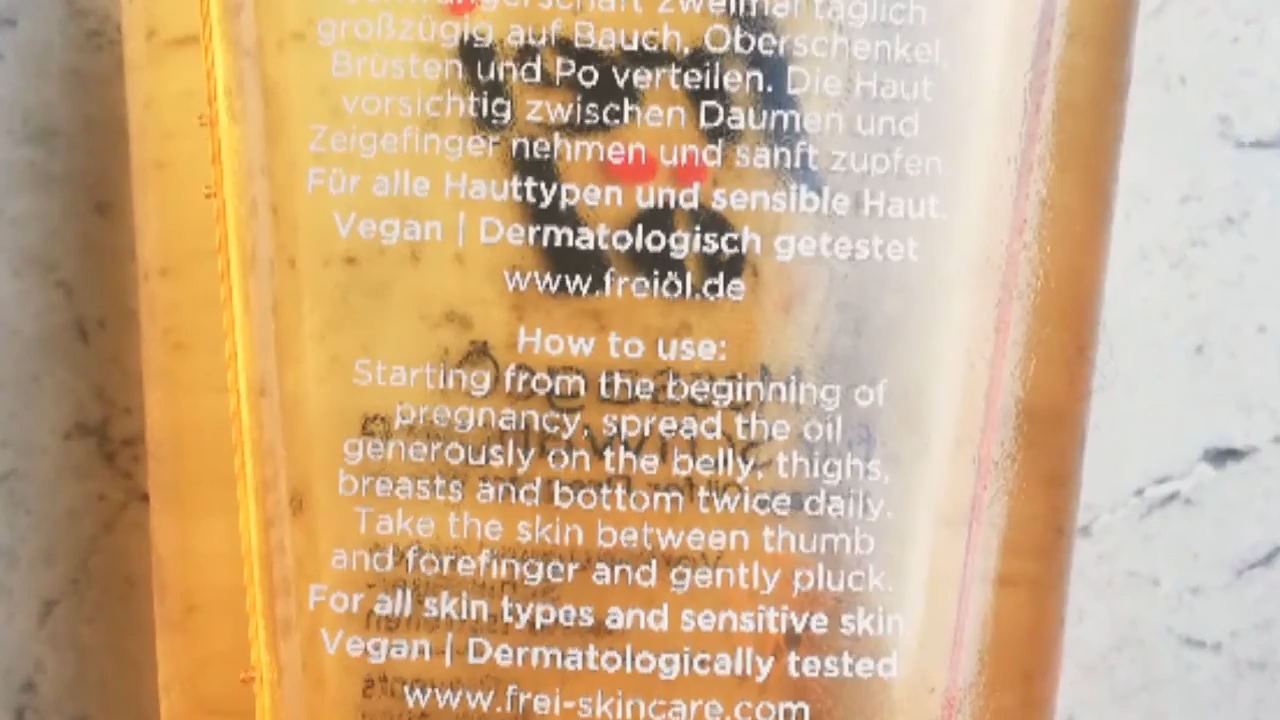 Schwangerschaft zweimal täglich
großzügig auf Bauch, Oberschenkel,
Brüsten und Po verteilen. Die Haut
vorsichtig zwischen Daumen und
Zeigefinger nehmen und sanft zupfen
Für alle Hauttypen und sensible Haut.
Vegan | Dermatologisch getestet
www.freiöl.de
How to use:
Starting from the beginning of
pregnancy, spread the oil
generously on the belly, thighs,
breasts and bottom twice daily.
Take the skin between thumb
and forefinger and gently pluck.
For all skin types and sensitive skin
Vegan | Dermatologically tested
www.frei-skincare.com